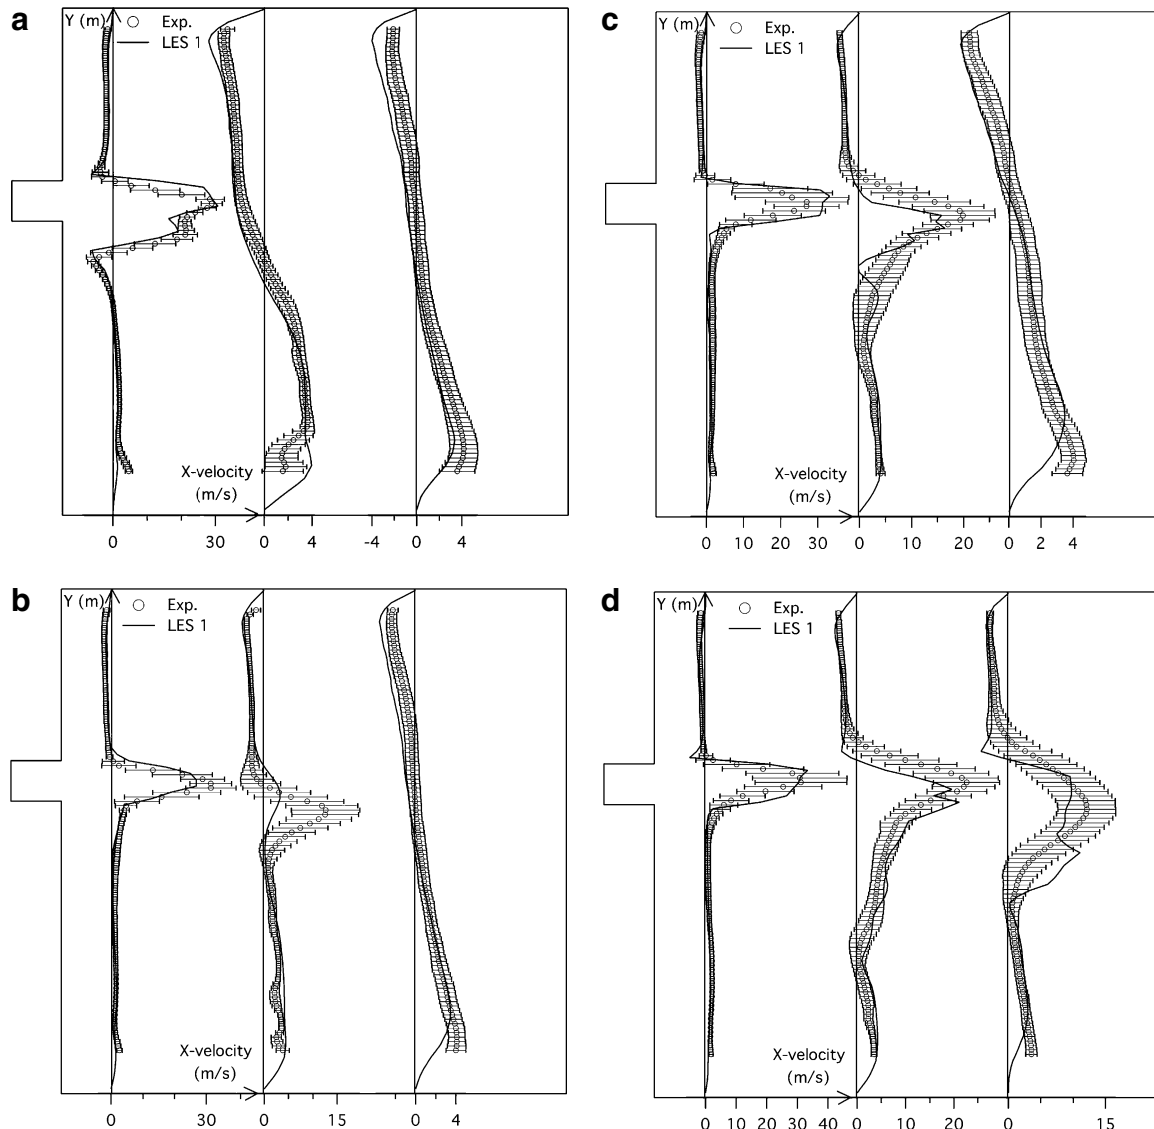 a
Y (m)
Exp.
LES 1
X-velocity
(m/s)
0 30 0 4 -4 4
c
Y (m)
Exp.
LES 1
X-velocity
(m/s)
0 10 20 30 0 10 20 0 2 4
b
Y (m)
Exp.
LES 1
X-velocity
(m/s)
0 30 0 15 0 4
d
Y (m)
Exp.
LES 1
X-velocity
(m/s)
0 10 20 30 40 0 10 20 0 15